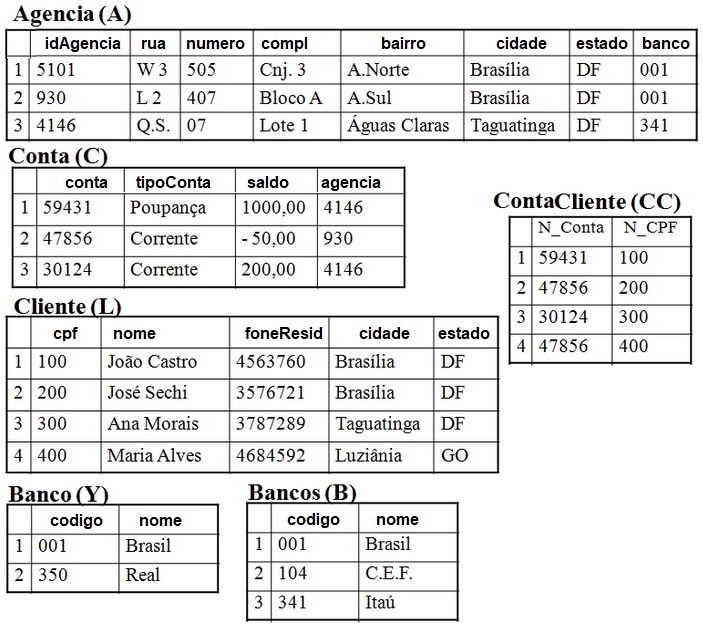 Agencia (A)
idAgencia rua numero compl bairro cidade estado banco
1 5101 W 3 505 Cnj. 3 A.Norte Brasília DF 001
2 930 L 2 407 Bloco A A.Sul Brasília DF 001
3 4146 Q.S. 07 Lote 1 Águas Claras Taguatinga DF 341
Conta (C)
conta tipoConta saldo agencia
1 59431 Poupança 1000,00 4146
2 47856 Corrente - 50,00 930
3 30124 Corrente 200,00 4146
ContaCliente (CC)
N_Conta N_CPF
1 59431 100
2 47856 200
3 30124 300
4 47856 400
Cliente (L)
cpf nome foneResid cidade estado
1 100 João Castro 4563760 Brasília DF
2 200 José Sechi 3576721 Brasília DF
3 300 Ana Morais 3787289 Taguatinga DF
4 400 Maria Alves 4684592 Luziânia GO
Banco (Y)
codigo nome
1 001 Brasil
2 350 Real
Bancos (B)
codigo nome
1 001 Brasil
2 104 C.E.F.
3 341 Itaú